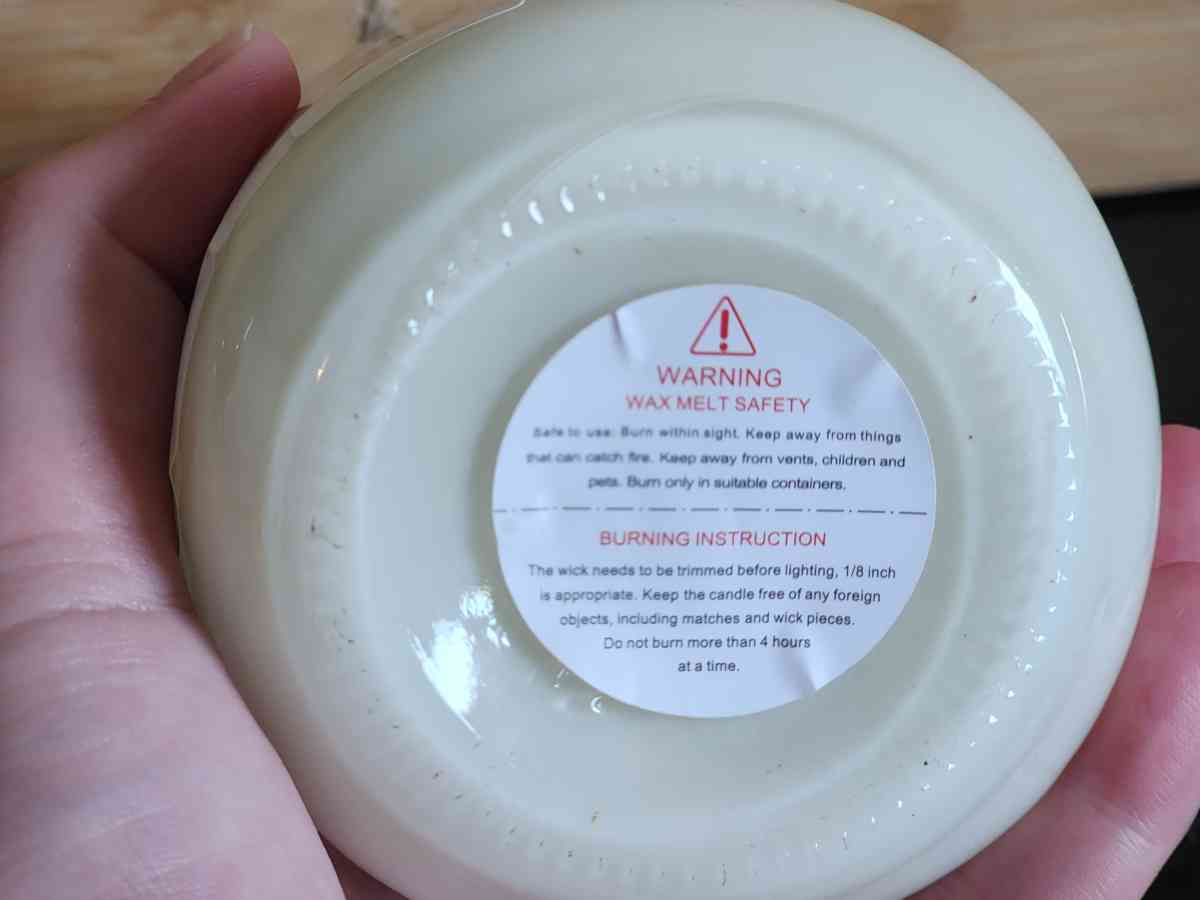 WARNING
WAX MELT SAFETY
Safe to use: Burn within sight. Keep away from things
that can catch fire. Keep away from vents, children and
pets. Burn only in suitable containers.
BURNING INSTRUCTION
The wick needs to be trimmed before lighting, 1/8 inch
is appropriate. Keep the candle free of any foreign
objects, including matches and wick pieces.
Do not burn more than 4 hours
at a time.